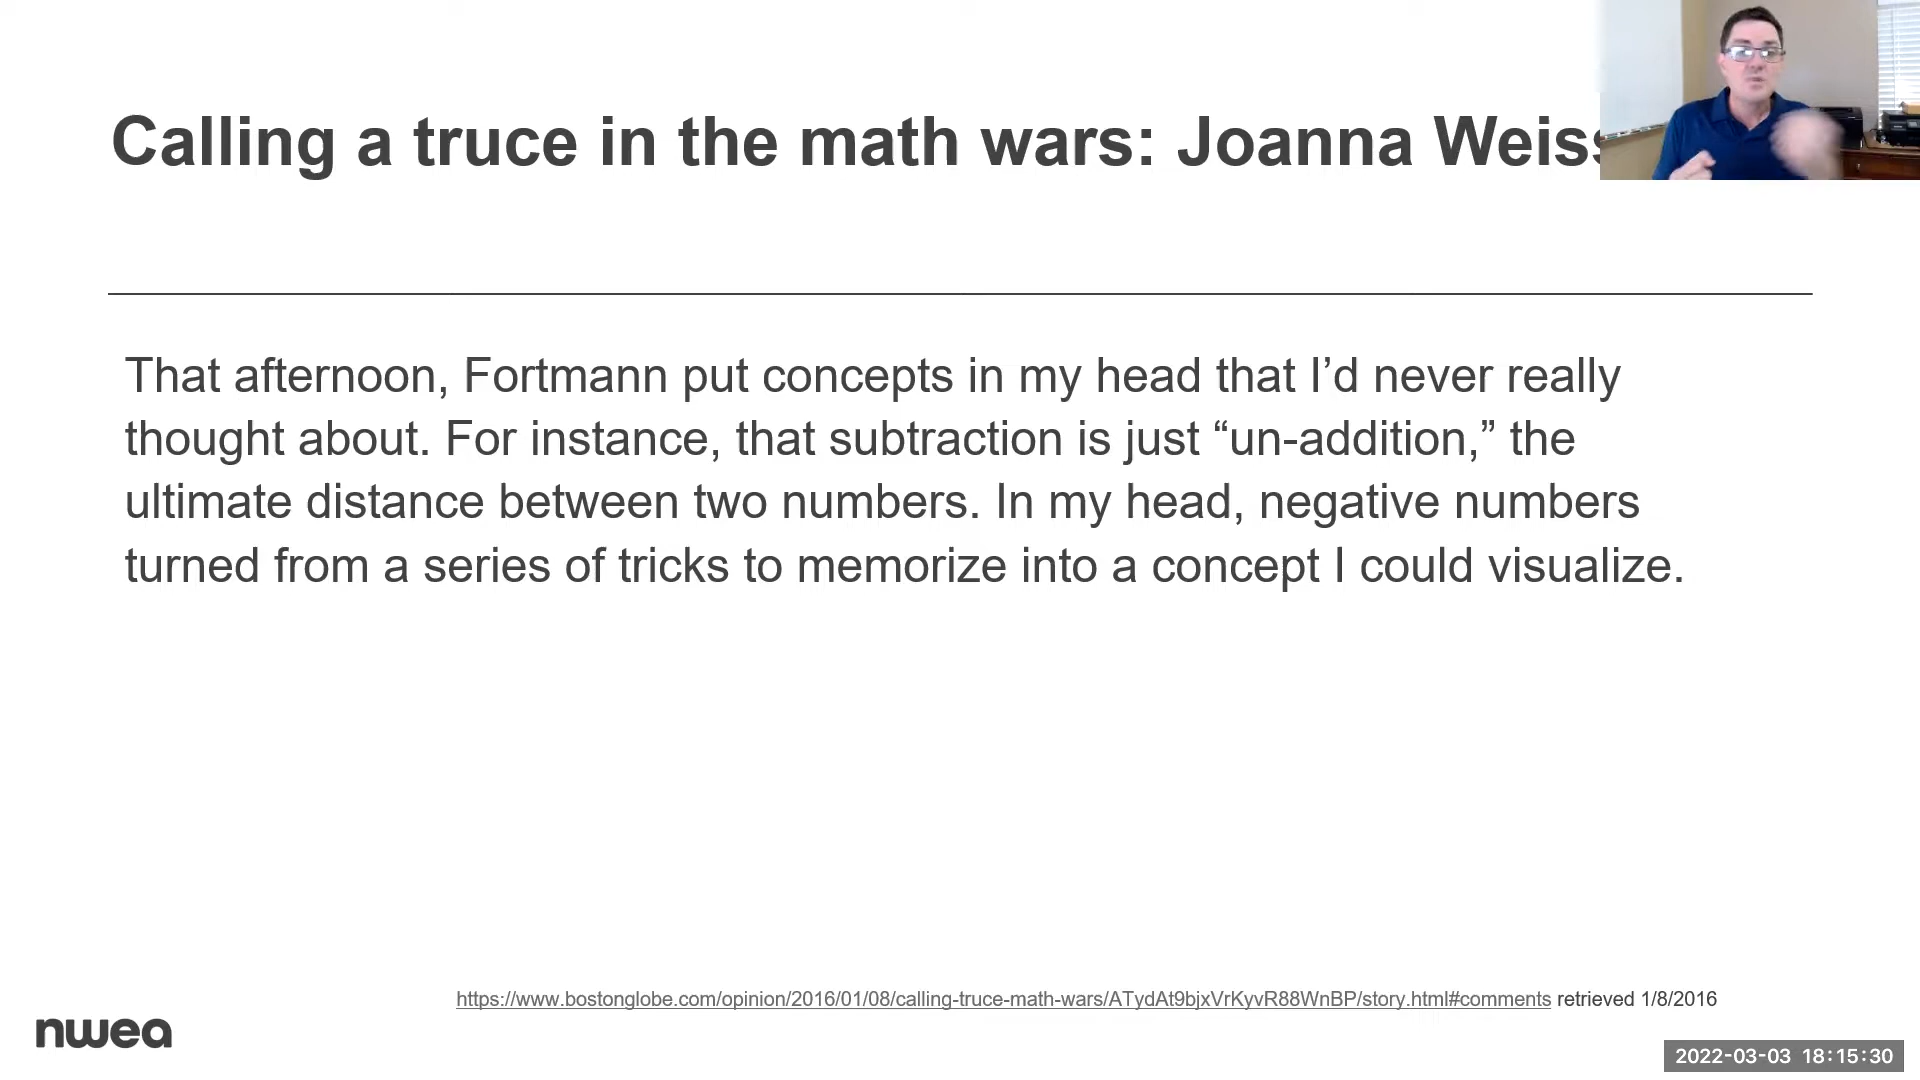 Calling a truce in the math wars: Joanna Weiss
That afternoon, Fortmann put concepts in my head that I’d never really
thought about. For instance, that subtraction is just “un-addition,” the
ultimate distance between two numbers. In my head, negative numbers
turned from a series of tricks to memorize into a concept I could visualize.
https://www.bostonglobe.com/opinion/2016/01/08/calling-truce-math-wars/ATydAt9bjxVrKyvR88WnBP/story.html#comments retrieved 1/8/2016
nwea
2022-03-03 18:15:30